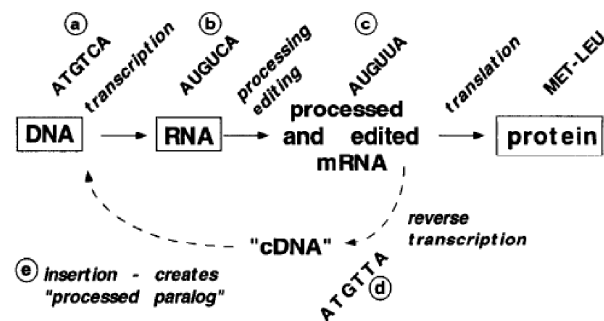 a
ATGTCA
transcription
b
AUGUCA
processing
editing
c
AUGUUA
translation
MET-LEU
DNA
RNA
processed
and edited
mRNA
protein
reverse
transcription
"cDNA"
ATGTTA
d
e insertion - creates
"processed paralog"